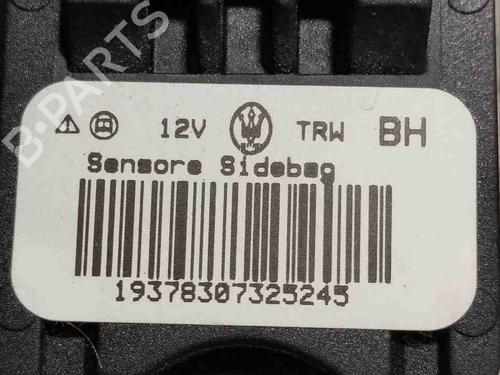 B-PARTS
12V TRW BH
Sensore Sidebag
19378307325245